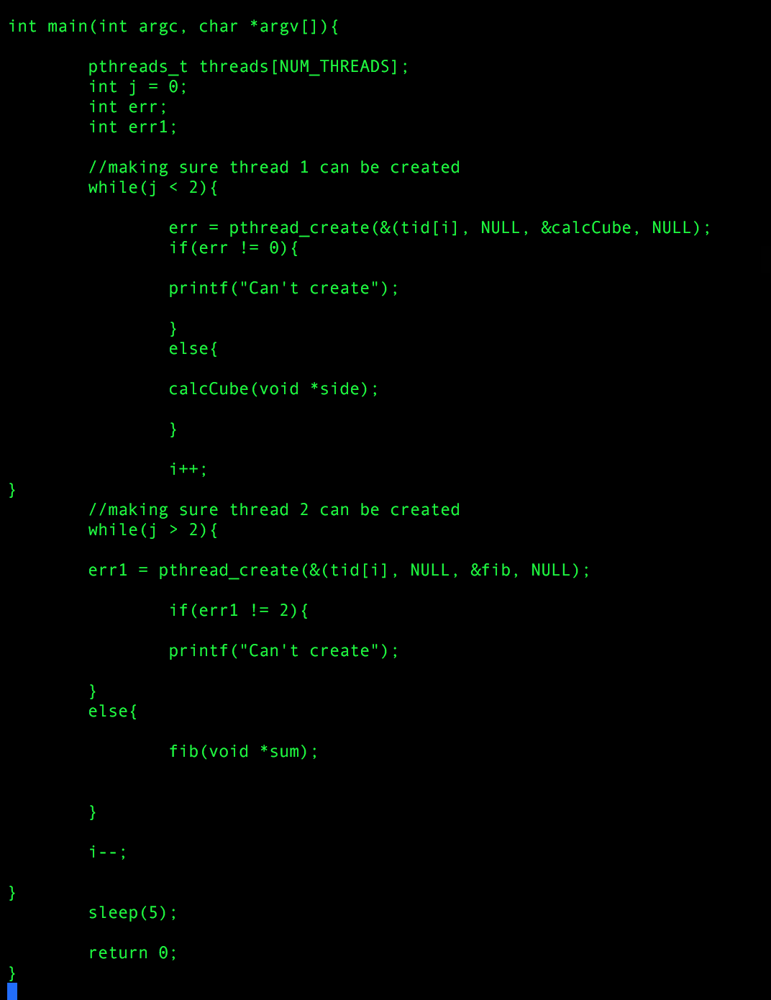 int main(int argc, char *argv[]){
pthreads_t threads[NUM_THREADS];
int j = 0;
int err;
int err1;
//making sure thread 1 can be created
while(j < 2){
err = pthread_create(&(tid[i], NULL, &calcCube, NULL);
if(err != 0){
printf("Can't create");
}
else{
calcCube(void *side);
}
i++;
}
//making sure thread 2 can be created
while(j > 2){
err1 = pthread_create(&(tid[i], NULL, &fib, NULL);
if(err1 != 2){
printf("Can't create");
}
else{
fib(void *sum);
}
i--;
}
sleep(5);
return 0;
}